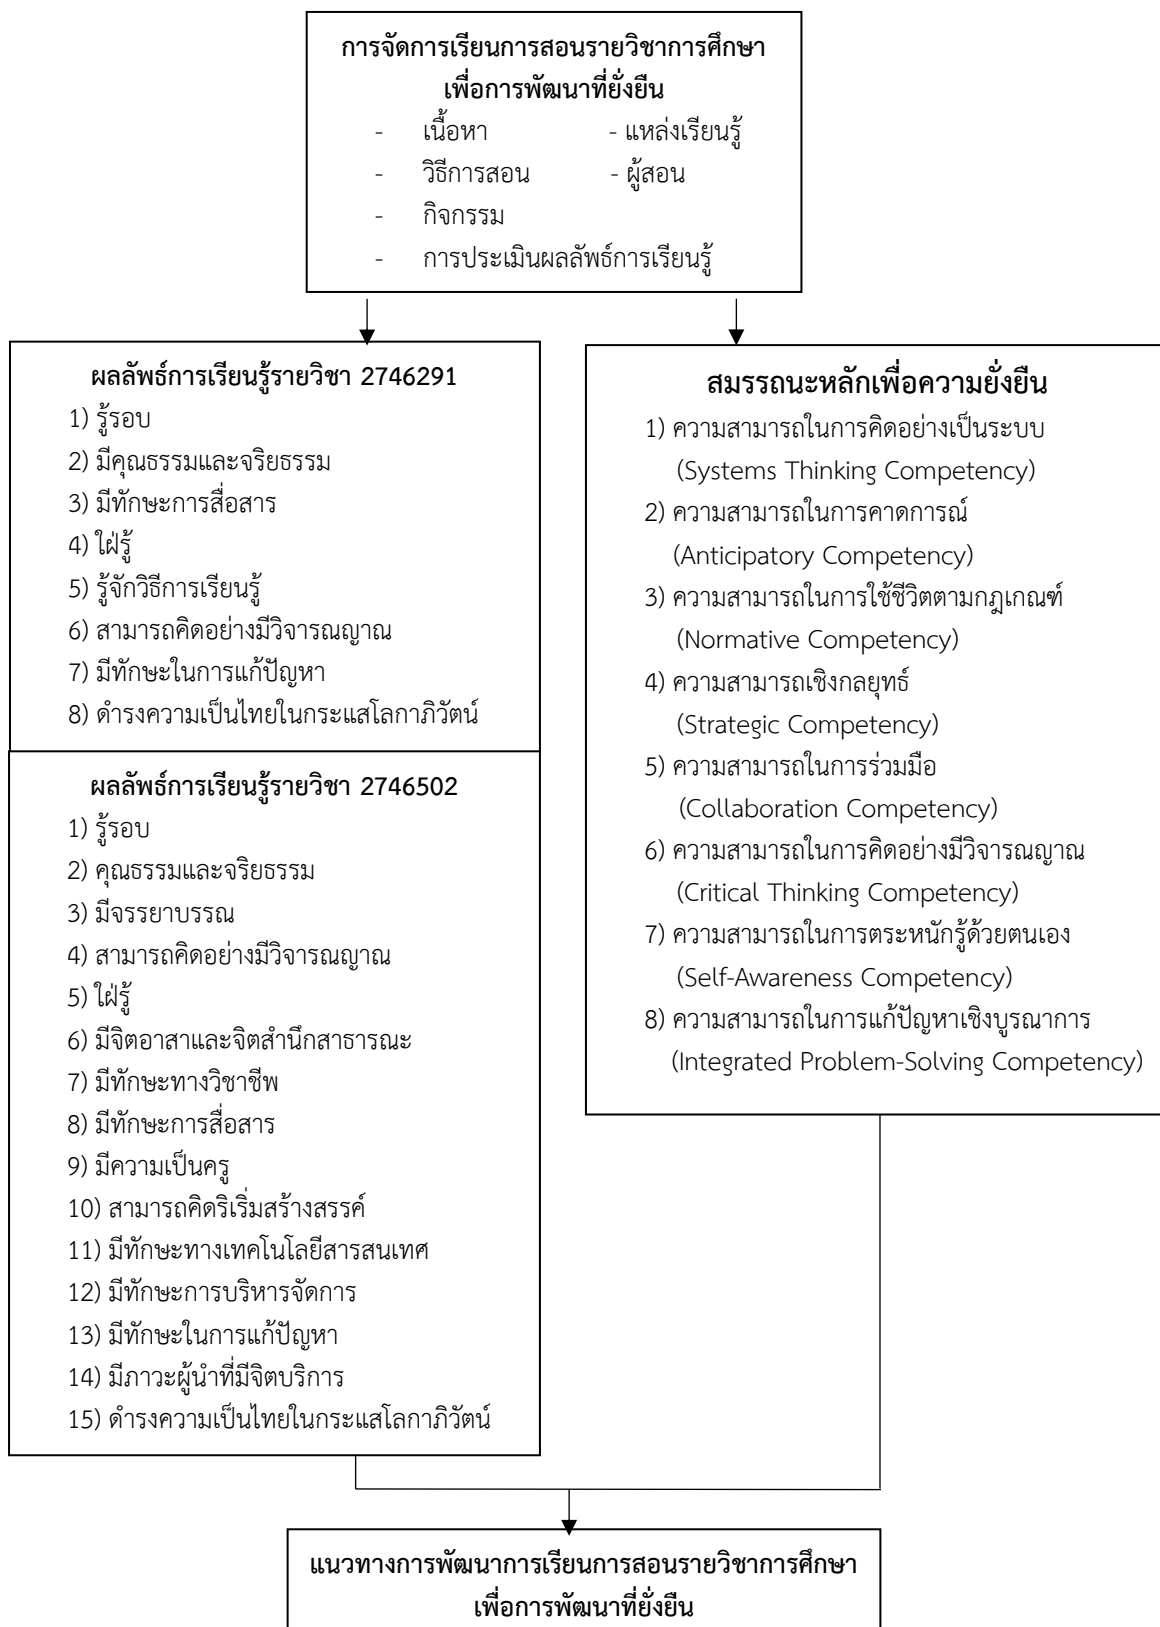 การจัดการเรียนการสอนรายวิชาการศึกษา
เพื่อการพัฒนาที่ยั่งยืน
- เนื้อหา - แหล่งเรียนรู้
- วิธีการสอน - ผู้สอน
- กิจกรรม
- การประเมินผลลัพธ์การเรียนรู้
ผลลัพธ์การเรียนรู้รายวิชา 2746291
1) รู้รอบ
2) มีคุณธรรมและจริยธรรม
3) มีทักษะการสื่อสาร
4) ใฝ่รู้
5) รู้จักวิธีการเรียนรู้
6) สามารถคิดอย่างมีวิจารณญาณ
7) มีทักษะในการแก้ปัญหา
8) ดำรงความเป็นไทยในกระแสโลกาภิวัตน์
ผลลัพธ์การเรียนรู้รายวิชา 2746502
1) รู้รอบ
2) คุณธรรมและจริยธรรม
3) มีจรรยาบรรณ
4) สามารถคิดอย่างมีวิจารณญาณ
5) ใฝ่รู้
6) มีจิตอาสาและจิตสำนึกสาธารณะ
7) มีทักษะทางวิชาชีพ
8) มีทักษะการสื่อสาร
9) มีความเป็นครู
10) สามารถคิดริเริ่มสร้างสรรค์
11) มีทักษะทางเทคโนโลยีสารสนเทศ
12) มีทักษะการบริหารจัดการ
13) มีทักษะในการแก้ปัญหา
14) มีภาวะผู้นำที่มีจิตบริการ
15) ดำรงความเป็นไทยในกระแสโลกาภิวัตน์
สมรรถนะหลักเพื่อความยั่งยืน
1) ความสามารถในการคิดอย่างเป็นระบบ
(Systems Thinking Competency)
2) ความสามารถในการคาดการณ์
(Anticipatory Competency)
3) ความสามารถในการใช้ชีวิตตามกฎเกณฑ์
(Normative Competency)
4) ความสามารถเชิงกลยุทธ์
(Strategic Competency)
5) ความสามารถในการร่วมมือ
(Collaboration Competency)
6) ความสามารถในการคิดอย่างมีวิจารณญาณ
(Critical Thinking Competency)
7) ความสามารถในการตระหนักรู้ด้วยตนเอง
(Self-Awareness Competency)
8) ความสามารถในการแก้ปัญหาเชิงบูรณาการ
(Integrated Problem-Solving Competency)
แนวทางการพัฒนาการเรียนการสอนรายวิชาการศึกษา
เพื่อการพัฒนาที่ยั่งยืน